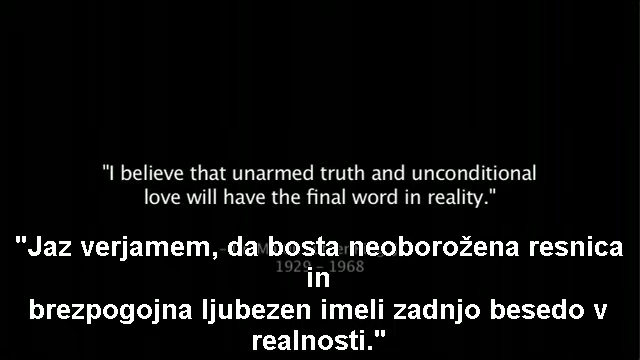 "I believe that unarmed truth and unconditional
love will have the final word in reality."
"Jaz verjamem, da bosta neoborožena resnica
in
1929 - 1968
brezpogojna ljubezen imeli zadnjo besedo v
realnosti."